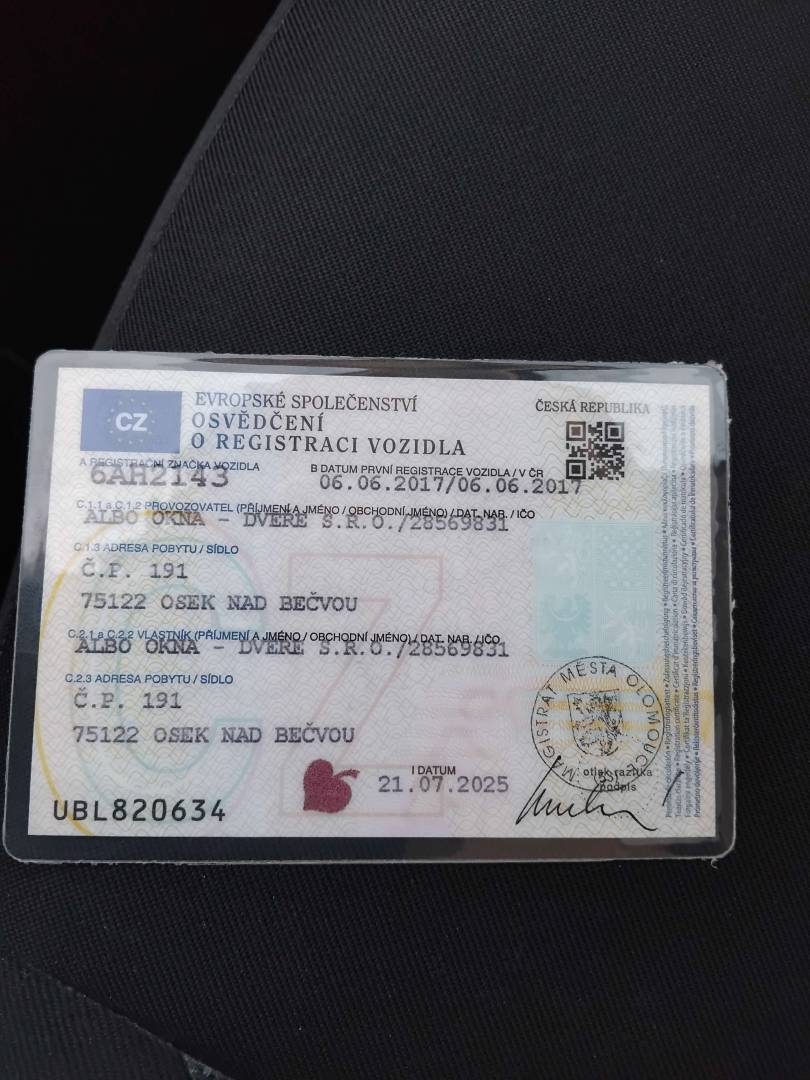 CZ
EVROPSKÉ SPOLEČENSTVÍ
OSVĚDČENÍ
O REGISTRACI VOZIDLA
ČESKÁ REPUBLIKA
A REGISTRAČNÍ ZNAČKA VOZIDLA
6AH2143
B DATUM PRVNÍ REGISTRACE VOZIDLA / V ČR
06.06.2017/06.06.2017
C.1.1 a C.1.2 PROVOZOVATEL (PŘÍJMENÍ A JMÉNO / OBCHODNÍ JMÉNO) / DAT. NAR. / IČO
ALBO OKNA - DVEŘE S.R.O./28569831
C.1.3 ADRESA POBYTU / SÍDLO
Č.P. 191
75122 OSEK NAD BEČVOU
C.2.1 a C.2.2 VLASTNÍK (PŘÍJMENÍ A JMÉNO / OBCHODNÍ JMÉNO) / DAT. NAR. /IČO
ALBO OKNA - DVEŘE S.R.O./28569831
C.2.3 ADRESA POBYTU / SÍDLO
Č.P. 191
75122 OSEK NAD BEČVOU
I DATUM
21.07.2025
UBL820634
MAGISTRÁT MĚSTA OLOMOUCE
otisk razítka
podpis